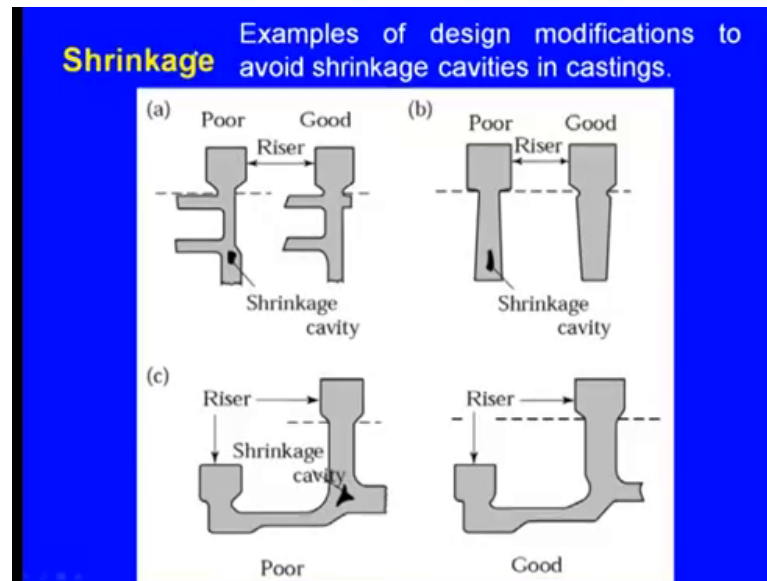 Shrinkage
Examples of design modifications to
avoid shrinkage cavities in castings.
(a)
Poor
Good
Riser
Shrinkage
cavity
(b)
Poor
Good
Riser
Shrinkage
cavity
(c)
Riser
Shrinkage
cavity
Poor
Riser
Good